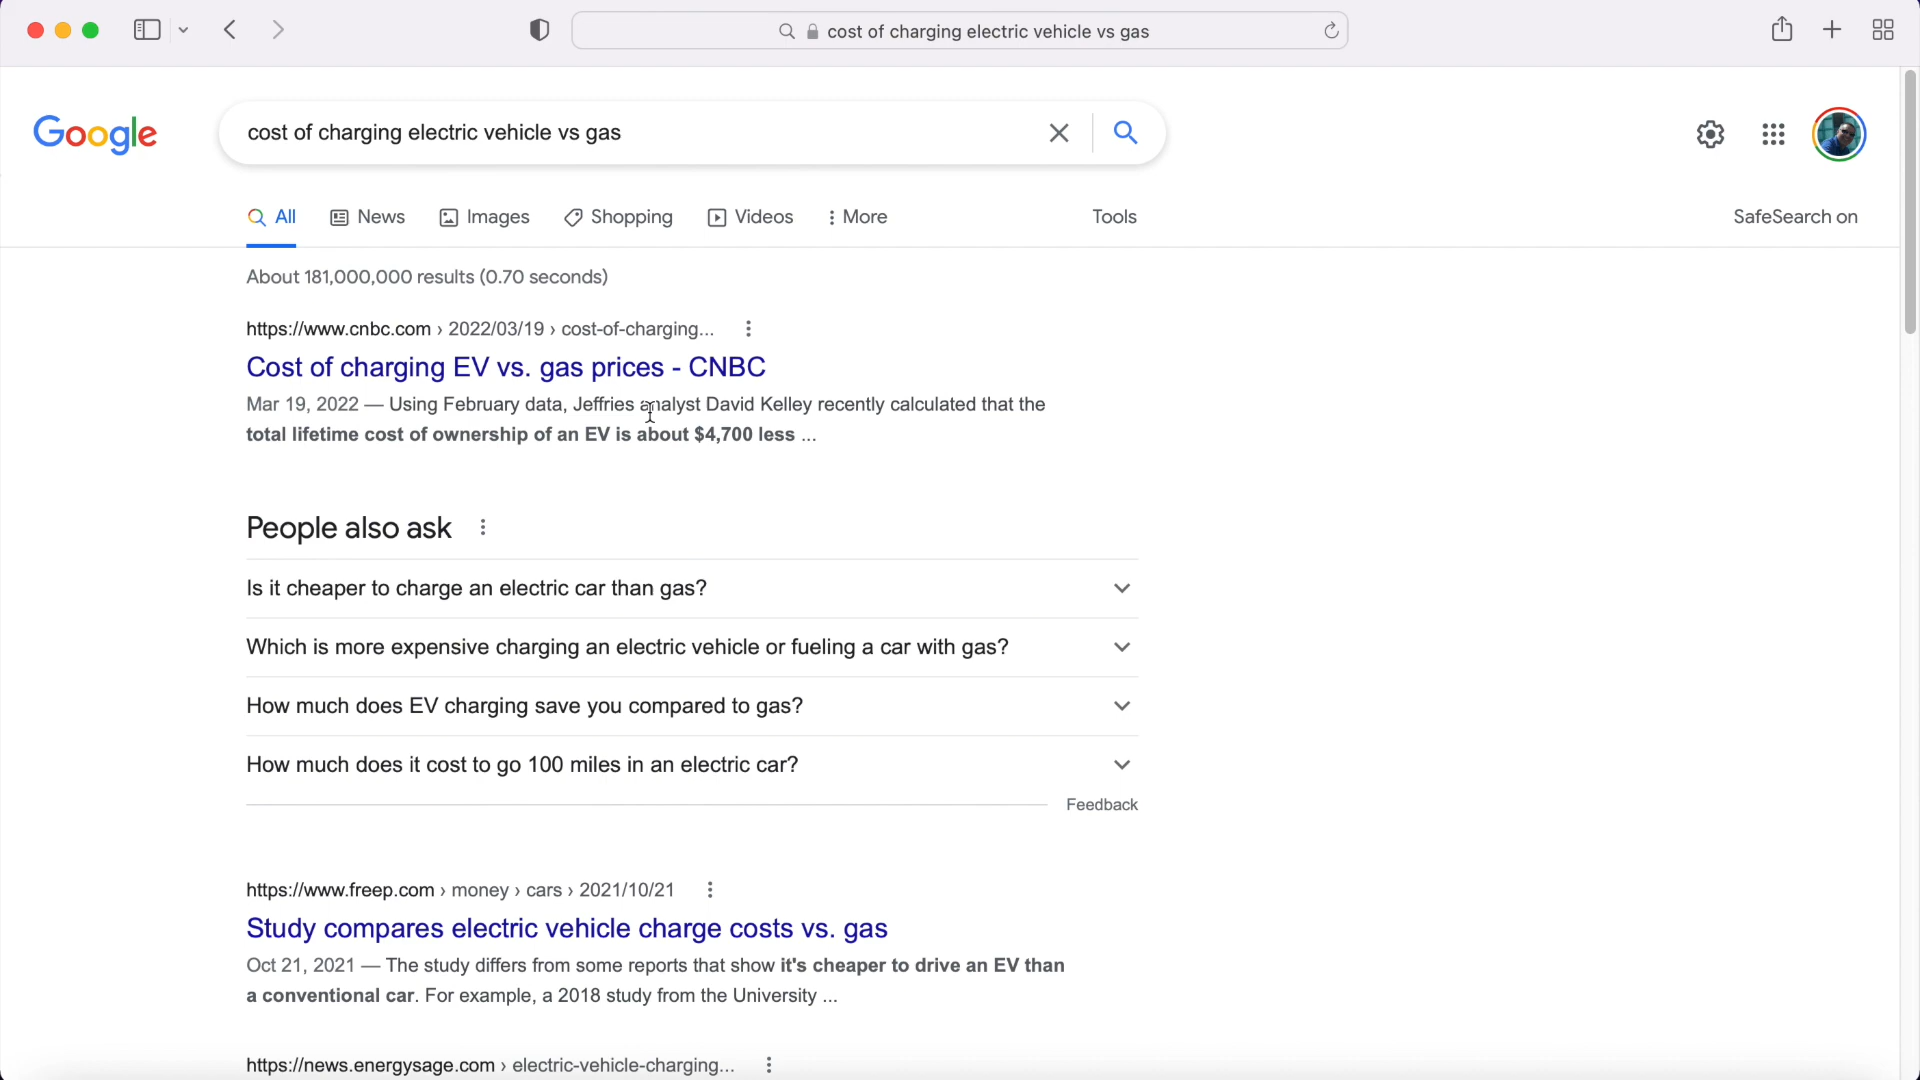 cost of charging electric vehicle vs gas
Google
cost of charging electric vehicle vs gas
All News Images Shopping Videos More Tools SafeSearch on
About 181,000,000 results (0.70 seconds)
https://www.cnbc.com › 2022/03/19 › cost-of-charging...
Cost of charging EV vs. gas prices - CNBC
Mar 19, 2022 — Using February data, Jeffries analyst David Kelley recently calculated that the
total lifetime cost of ownership of an EV is about $4,700 less ...
People also ask
Is it cheaper to charge an electric car than gas?
Which is more expensive charging an electric vehicle or fueling a car with gas?
How much does EV charging save you compared to gas?
How much does it cost to go 100 miles in an electric car?
Feedback
https://www.freep.com › money › cars › 2021/10/21
Study compares electric vehicle charge costs vs. gas
Oct 21, 2021 — The study differs from some reports that show it's cheaper to drive an EV than
a conventional car. For example, a 2018 study from the University ...
https://news.energysage.com › electric-vehicle-charging...